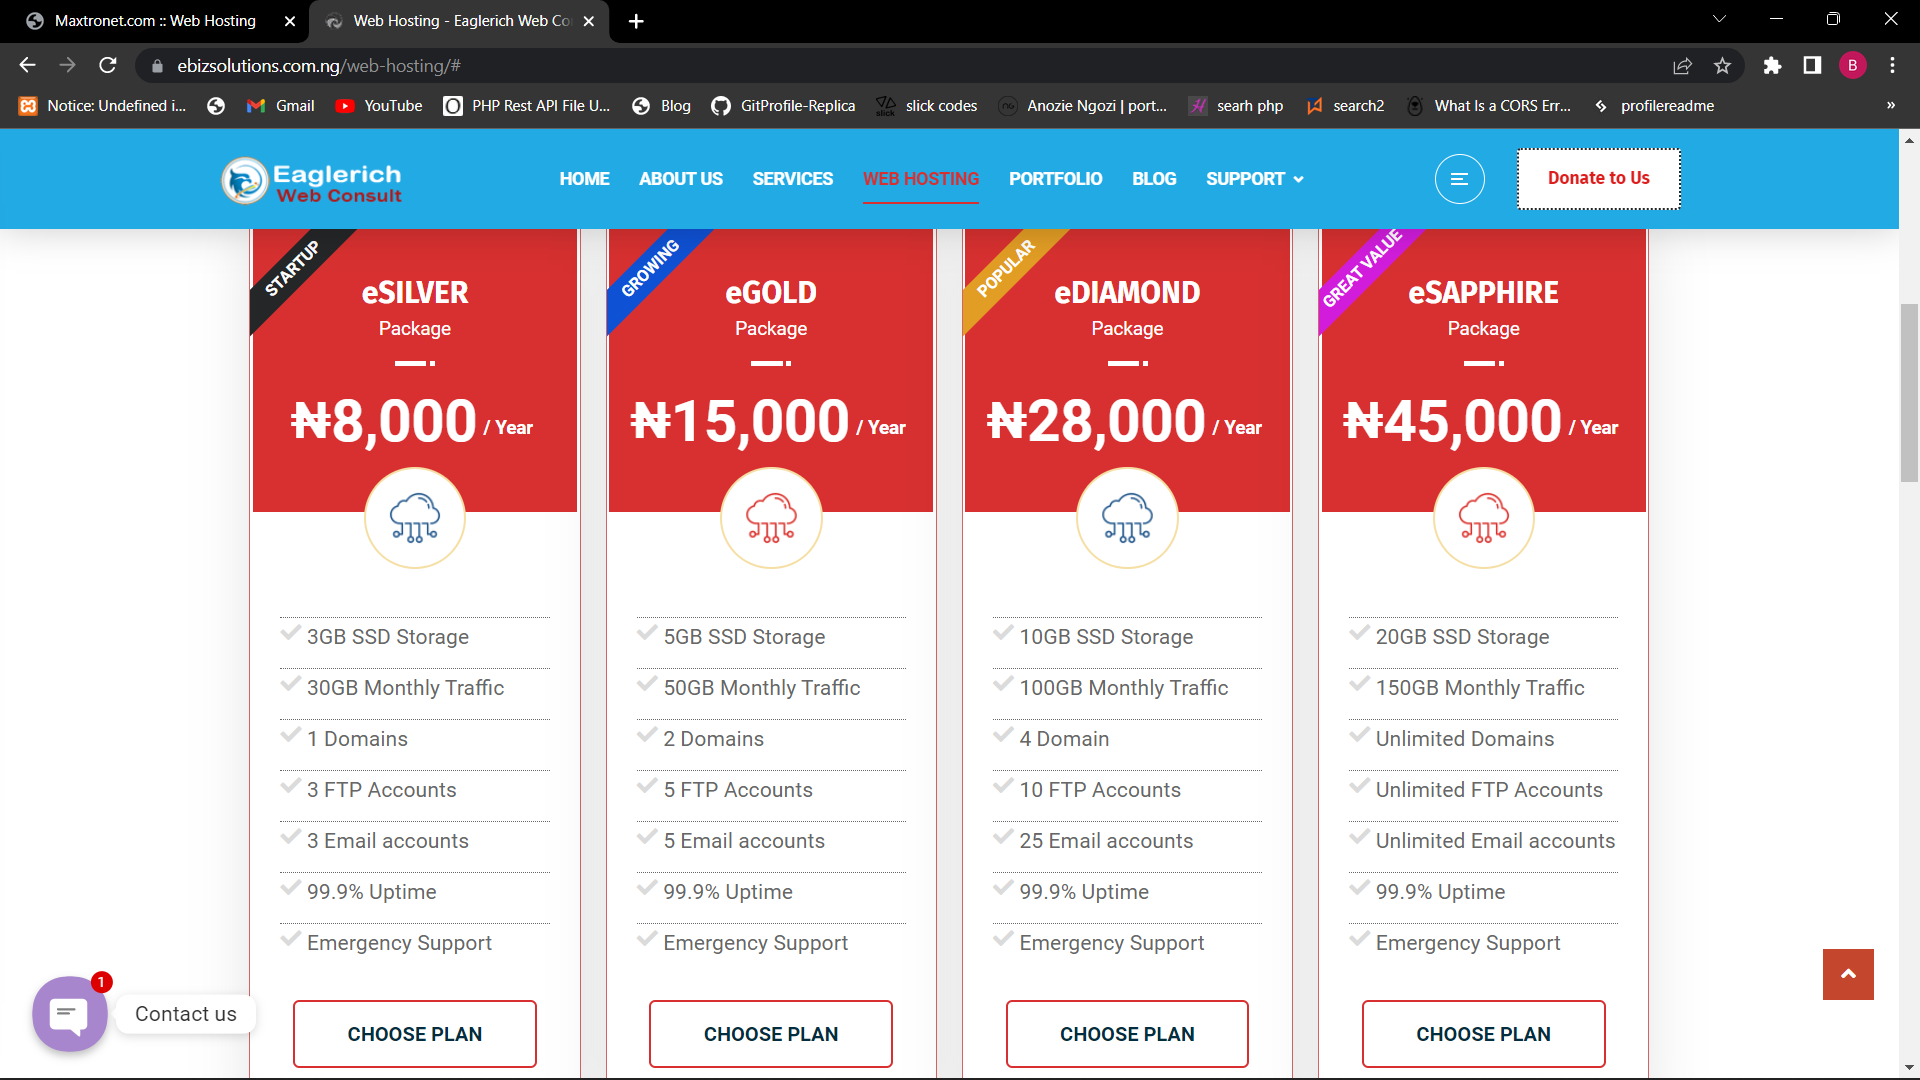 Maxtronet.com :: Web Hosting
Web Hosting - Eaglerich Web Co
ebizsolutions.com.ng/web-hosting/#
B
Notice: Undefined i...
Gmail
YouTube
PHP Rest API File U...
Blog
GitProfile-Replica
slick codes
Anozie Ngozi | port...
searh php
search2
What Is a CORS Err...
profilereadme
»
Eaglerich
Web Consult
HOME
ABOUT US
SERVICES
WEB HOSTING
PORTFOLIO
BLOG
SUPPORT
Donate to Us
STARTUP
eSILVER
Package
₦8,000 / Year
3GB SSD Storage
30GB Monthly Traffic
1 Domains
3 FTP Accounts
3 Email accounts
99.9% Uptime
Emergency Support
CHOOSE PLAN
GROWING
eGOLD
Package
₦15,000 / Year
5GB SSD Storage
50GB Monthly Traffic
2 Domains
5 FTP Accounts
5 Email accounts
99.9% Uptime
Emergency Support
CHOOSE PLAN
POPULAR
eDIAMOND
Package
₦28,000 / Year
10GB SSD Storage
100GB Monthly Traffic
4 Domain
10 FTP Accounts
25 Email accounts
99.9% Uptime
Emergency Support
CHOOSE PLAN
GREAT VALUE
eSAPPHIRE
Package
₦45,000 / Year
20GB SSD Storage
150GB Monthly Traffic
Unlimited Domains
Unlimited FTP Accounts
Unlimited Email accounts
99.9% Uptime
Emergency Support
CHOOSE PLAN
1
Contact us